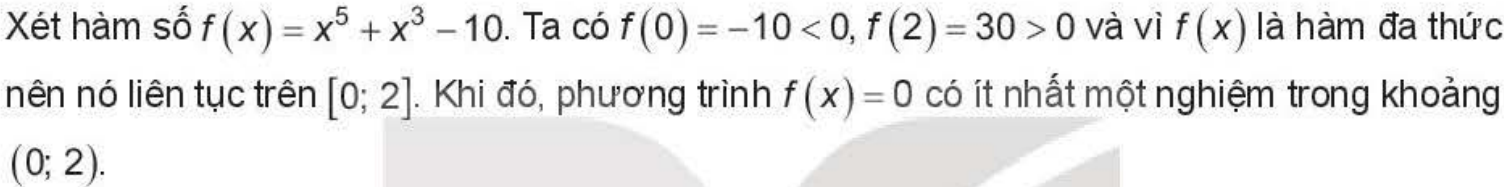 Xét hàm số f(x) = x⁵ + x³ − 10. Ta có f(0) = −10 < 0, f(2) = 30 > 0 và vì f(x) là hàm đa thức
nên nó liên tục trên [0; 2]. Khi đó, phương trình f(x) = 0 có ít nhất một nghiệm trong khoảng
(0; 2).